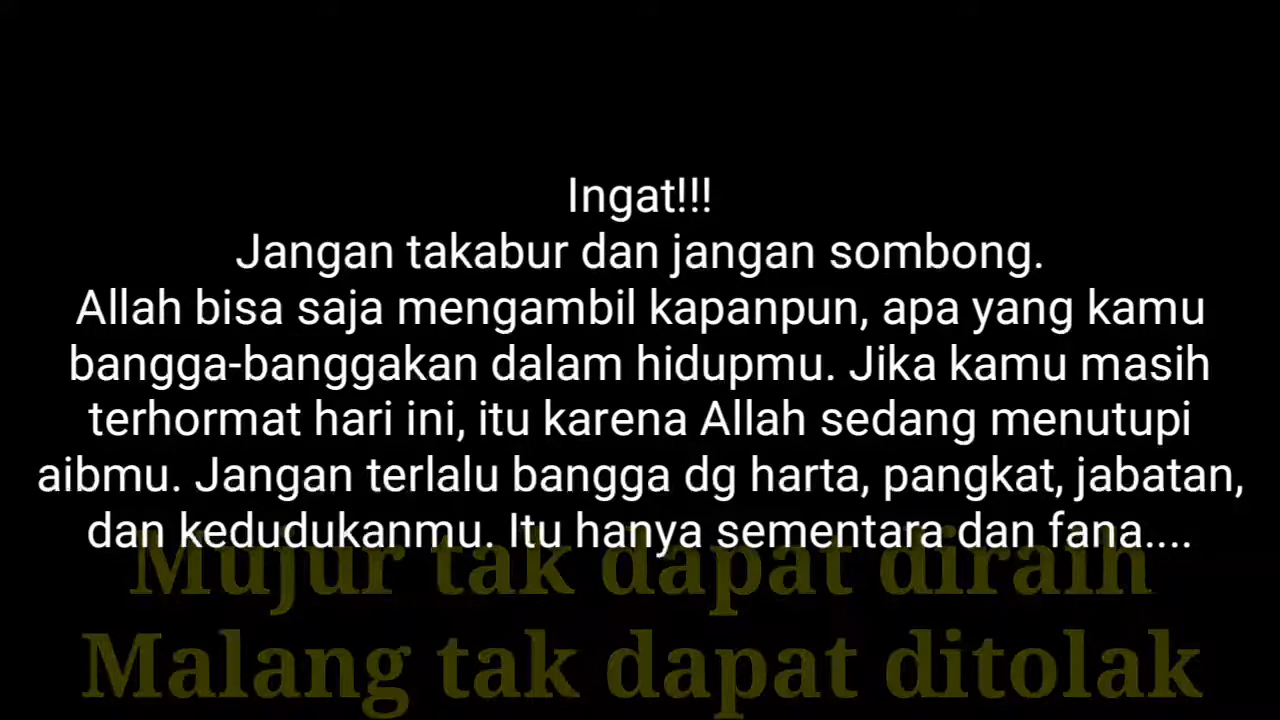 Ingat!!!
Jangan takabur dan jangan sombong.
Allah bisa saja mengambil kapanpun, apa yang kamu
bangga-banggakan dalam hidupmu. Jika kamu masih
terhormat hari ini, itu karena Allah sedang menutupi
aibmu. Jangan terlalu bangga dg harta, pangkat, jabatan,
dan kedudukanmu. Itu hanya sementara dan fana....
Mujur tak dapat diraih
Malang tak dapat ditolak